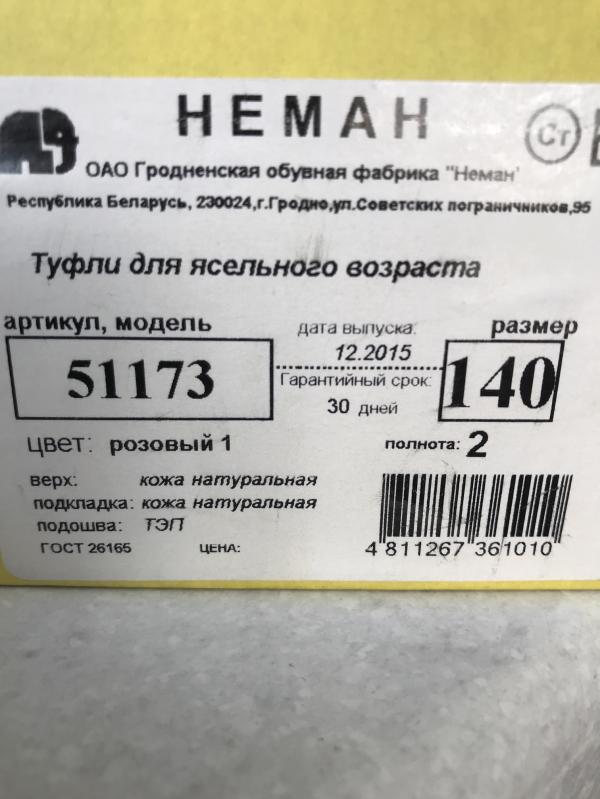 НЕМАН
Ст
ОАО Гродненская обувная фабрика "Неман"
Республика Беларусь, 230024,г.Гродно,ул.Советских пограничников,95
Туфли для ясельного возраста
артикул, модель
51173
дата выпуска:
12.2015
Гарантийный срок:
30 дней
размер
140
цвет: розовый 1
полнота: 2
верх: кожа натуральная
подкладка: кожа натуральная
подошва: ТЭП
ГОСТ 26165 ЦЕНА:
4 811267 361010